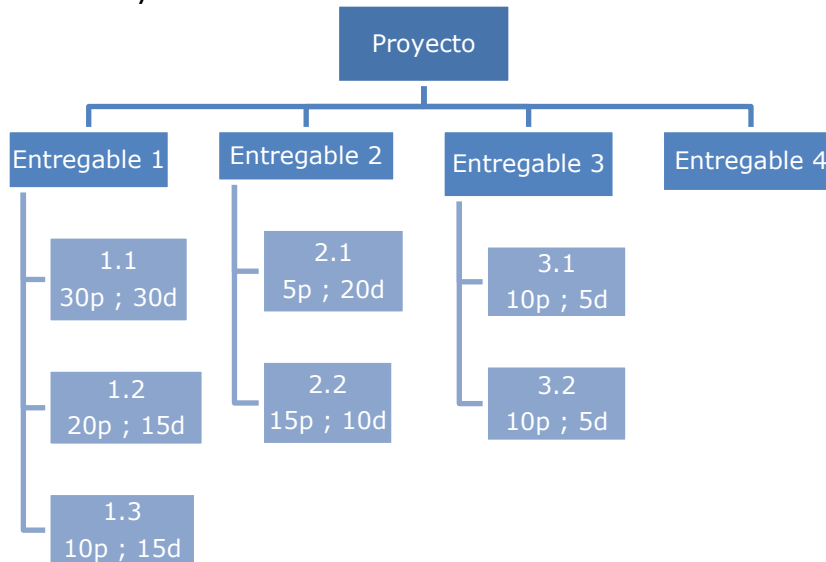 Proyecto
Entregable 1
Entregable 2
Entregable 3
Entregable 4
1.1
30p ; 30d
1.2
20p ; 15d
1.3
10p ; 15d
2.1
5p ; 20d
2.2
15p ; 10d
3.1
10p ; 5d
3.2
10p ; 5d